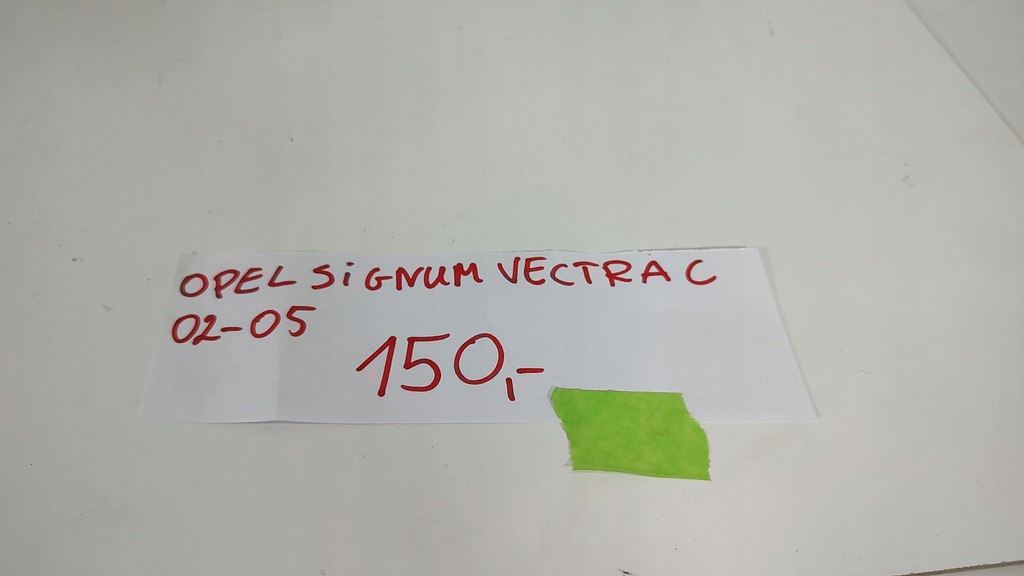 OPEL SiGNUM VECTRA C
02-05
150,-